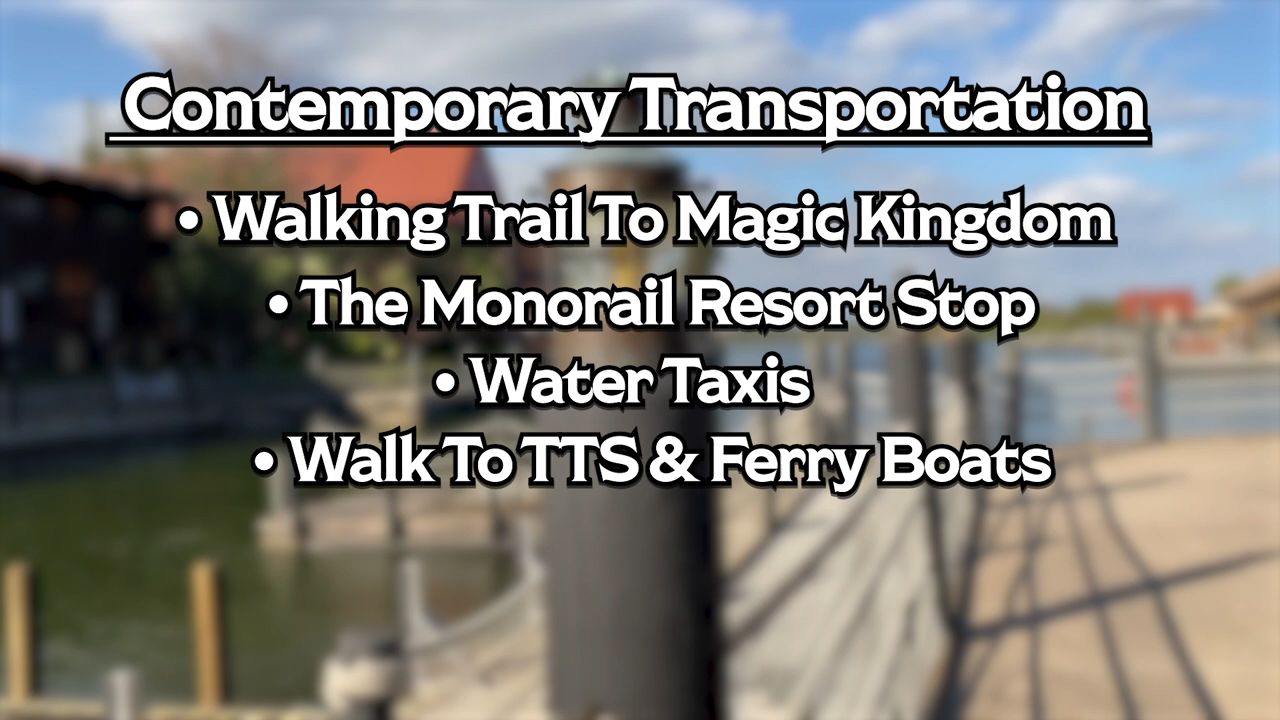 Contemporary Transportation
• Walking Trail To Magic Kingdom
• The Monorail Resort Stop
• Water Taxis
• Walk To TTS & Ferry Boats